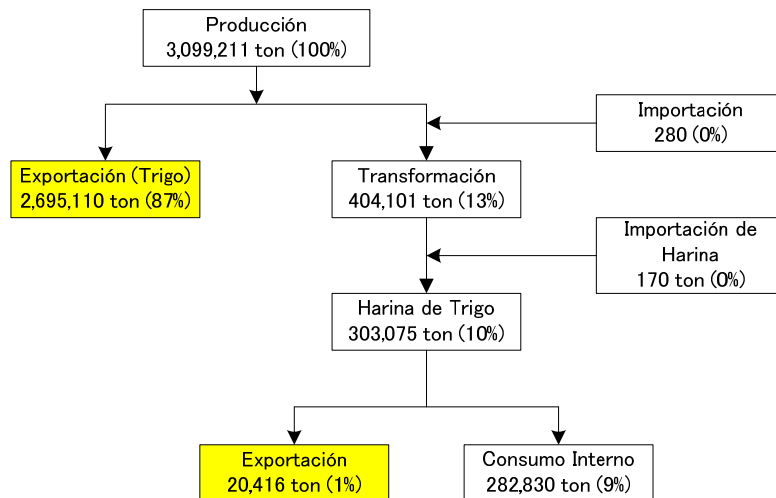 Producción
3,099,211 ton (100%)
Importación
280 (0%)
Exportación (Trigo)
2,695,110 ton (87%)
Transformación
404,101 ton (13%)
Importación de
Harina
170 ton (0%)
Harina de Trigo
303,075 ton (10%)
Exportación
20,416 ton (1%)
Consumo Interno
282,830 ton (9%)